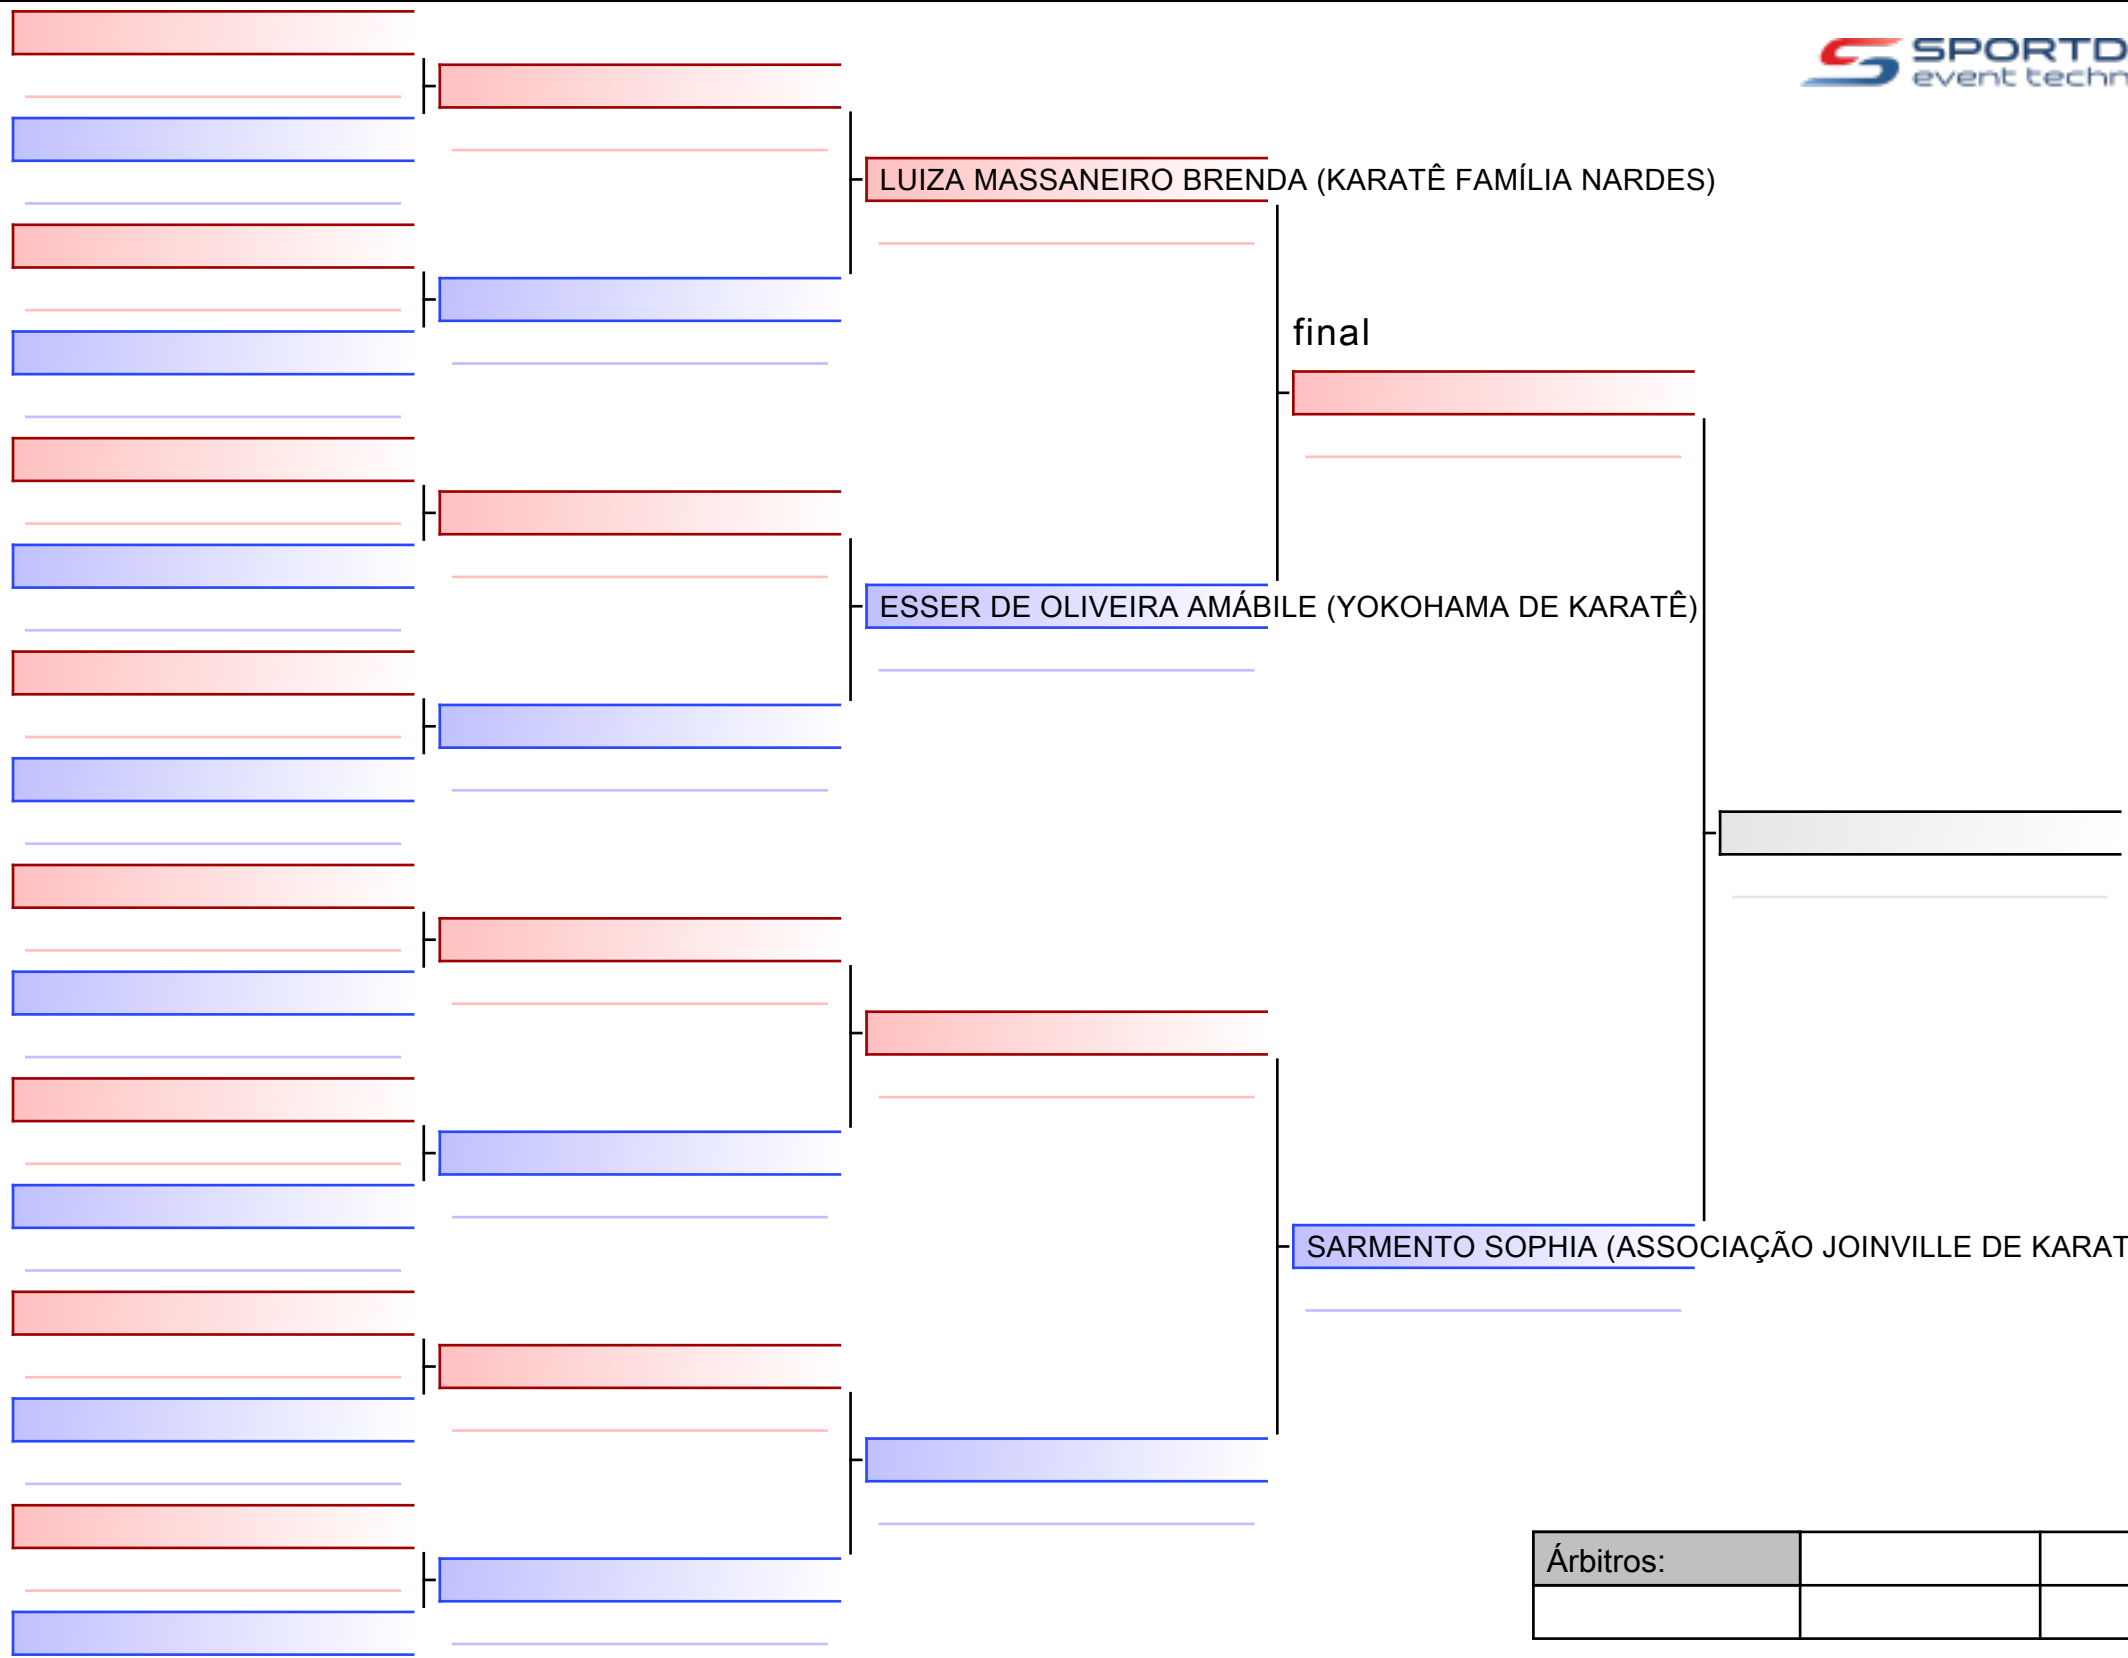 SPORTD
event techn
LUIZA MASSANEIRO BRENDA (KARATÊ FAMÍLIA NARDES)
final
ESSER DE OLIVEIRA AMÁBILE (YOKOHAMA DE KARATÊ)
SARMENTO SOPHIA (ASSOCIAÇÃO JOINVILLE DE KARAT
Árbitros: